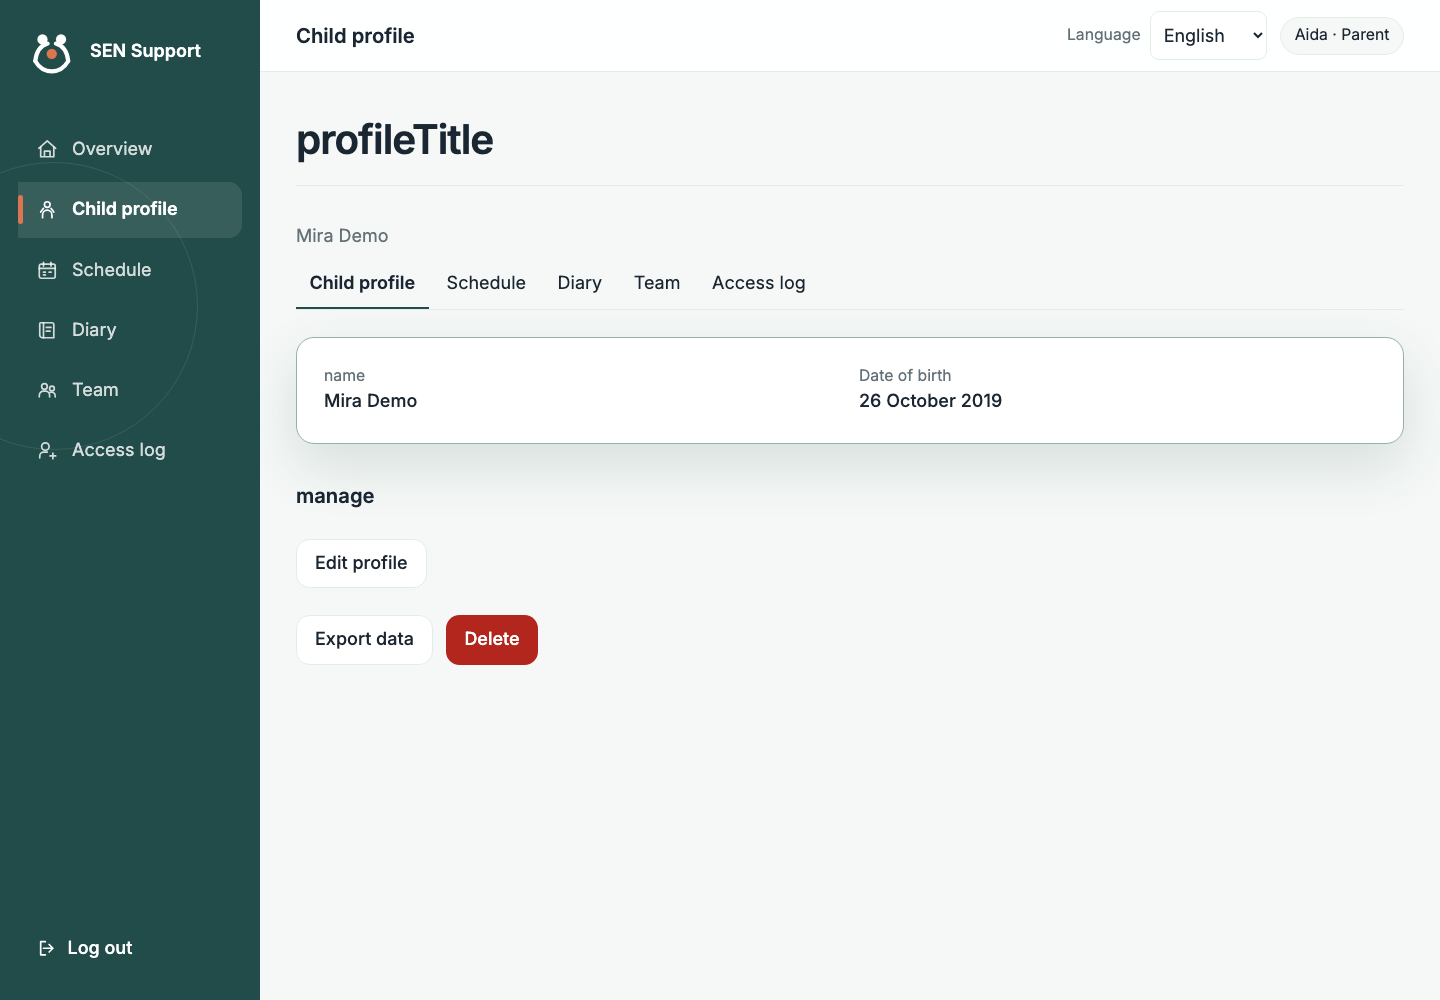 SEN Support
Overview
Child profile
Schedule
Diary
Team
Access log
Log out
Child profile
Language English Aida · Parent
profileTitle
Mira Demo
Child profile Schedule Diary Team Access log
name Date of birth
Mira Demo 26 October 2019
manage
Edit profile
Export data Delete